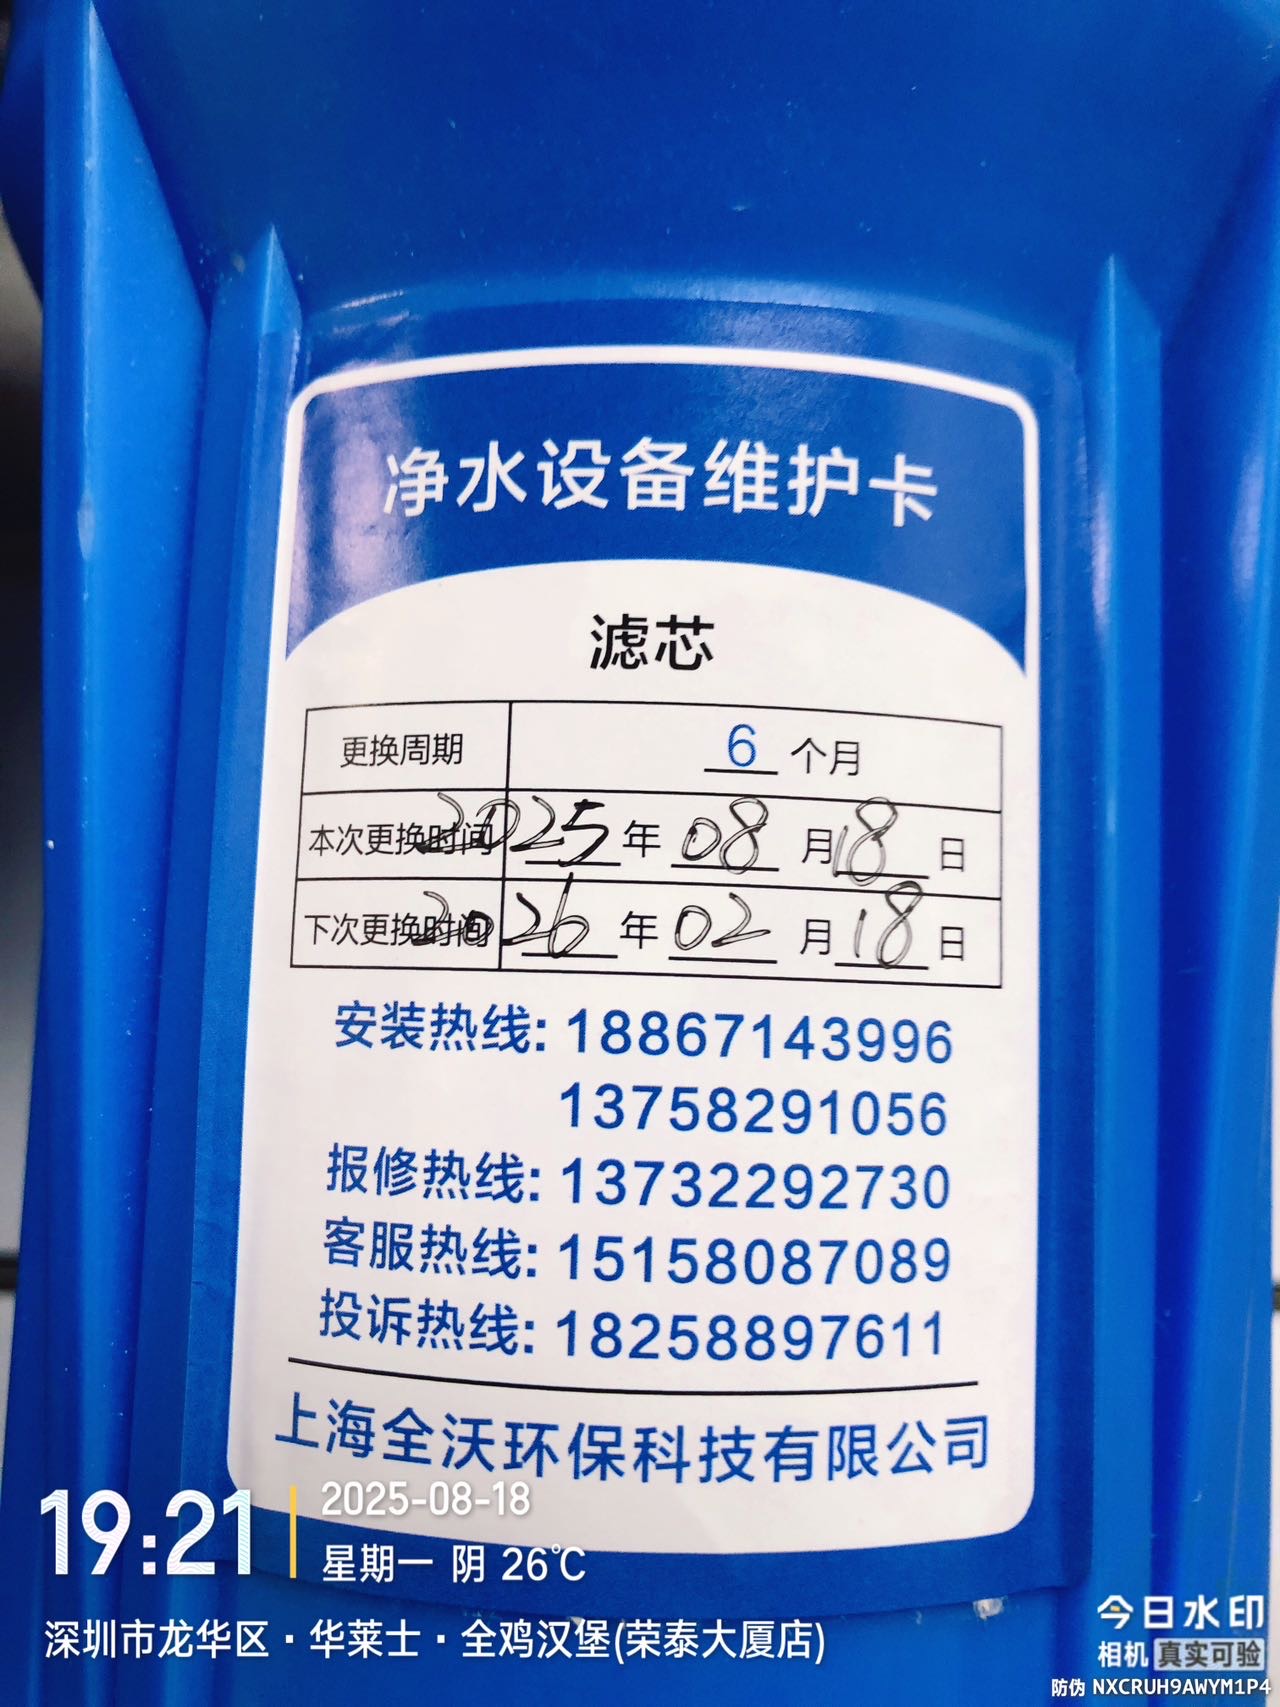 净水设备维护卡
滤芯
更换周期 6 个月
本次更换时间 2025 年 08 月 18 日
下次更换时间 2026 年 02 月 18 日
安装热线: 18867143996
13758291056
报修热线: 13732292730
客服热线: 15158087089
投诉热线: 18258897611
上海全沃环保科技有限公司
19:21
2025-08-18
星期一 阴 26℃
深圳市龙华区·华莱士·全鸡汉堡(荣泰大厦店)
今日水印
相机 真实可验
防伪 NXCRUH9AWYM1P4